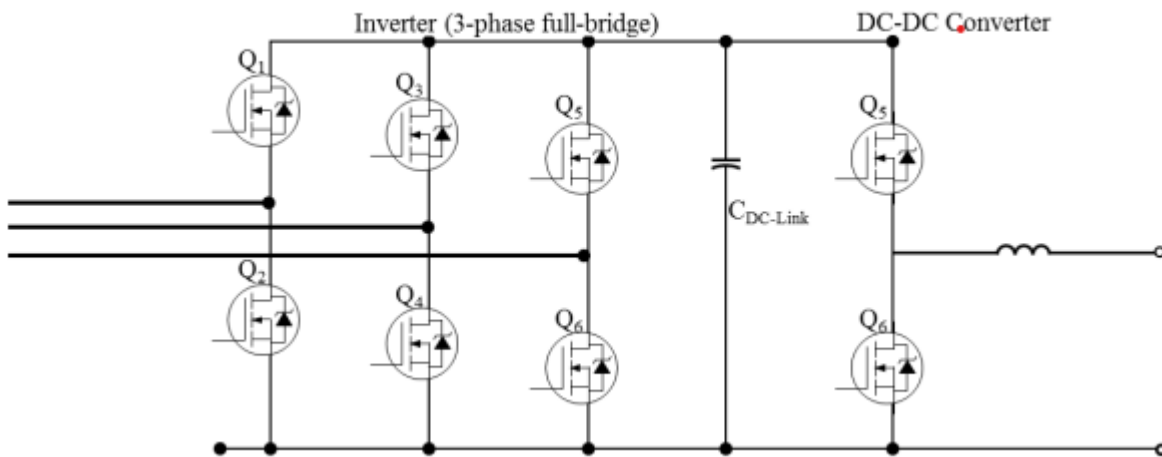 Inverter (3-phase full-bridge)
DC-DC Converter
Q1
Q3
Q5
Q5
CDC-Link
Q2
Q4
Q6
Q6